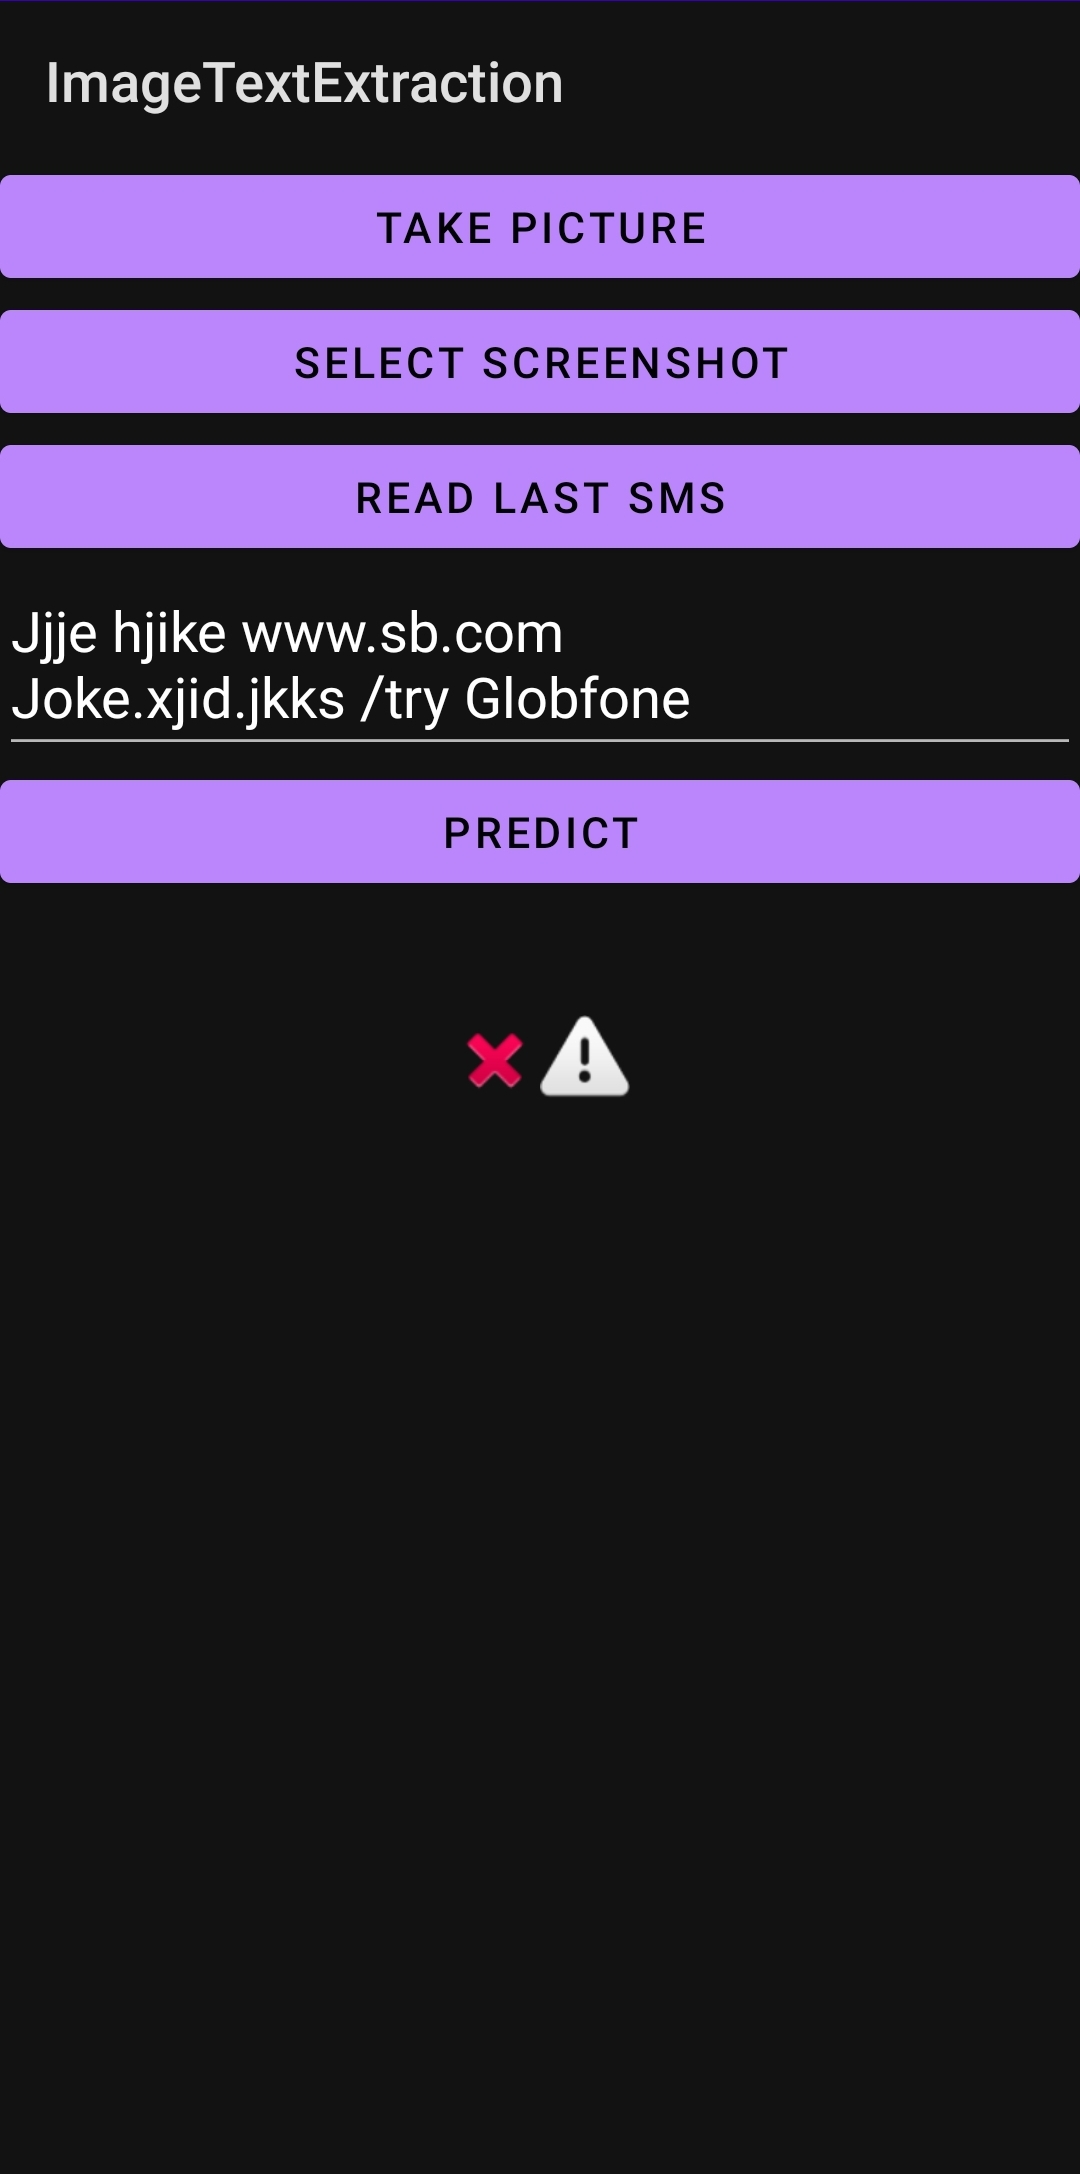 ImageTextExtraction
TAKE PICTURE
SELECT SCREENSHOT
READ LAST SMS
Jjje hjike www.sb.com
Joke.xjid.jkks /try Globfone
PREDICT